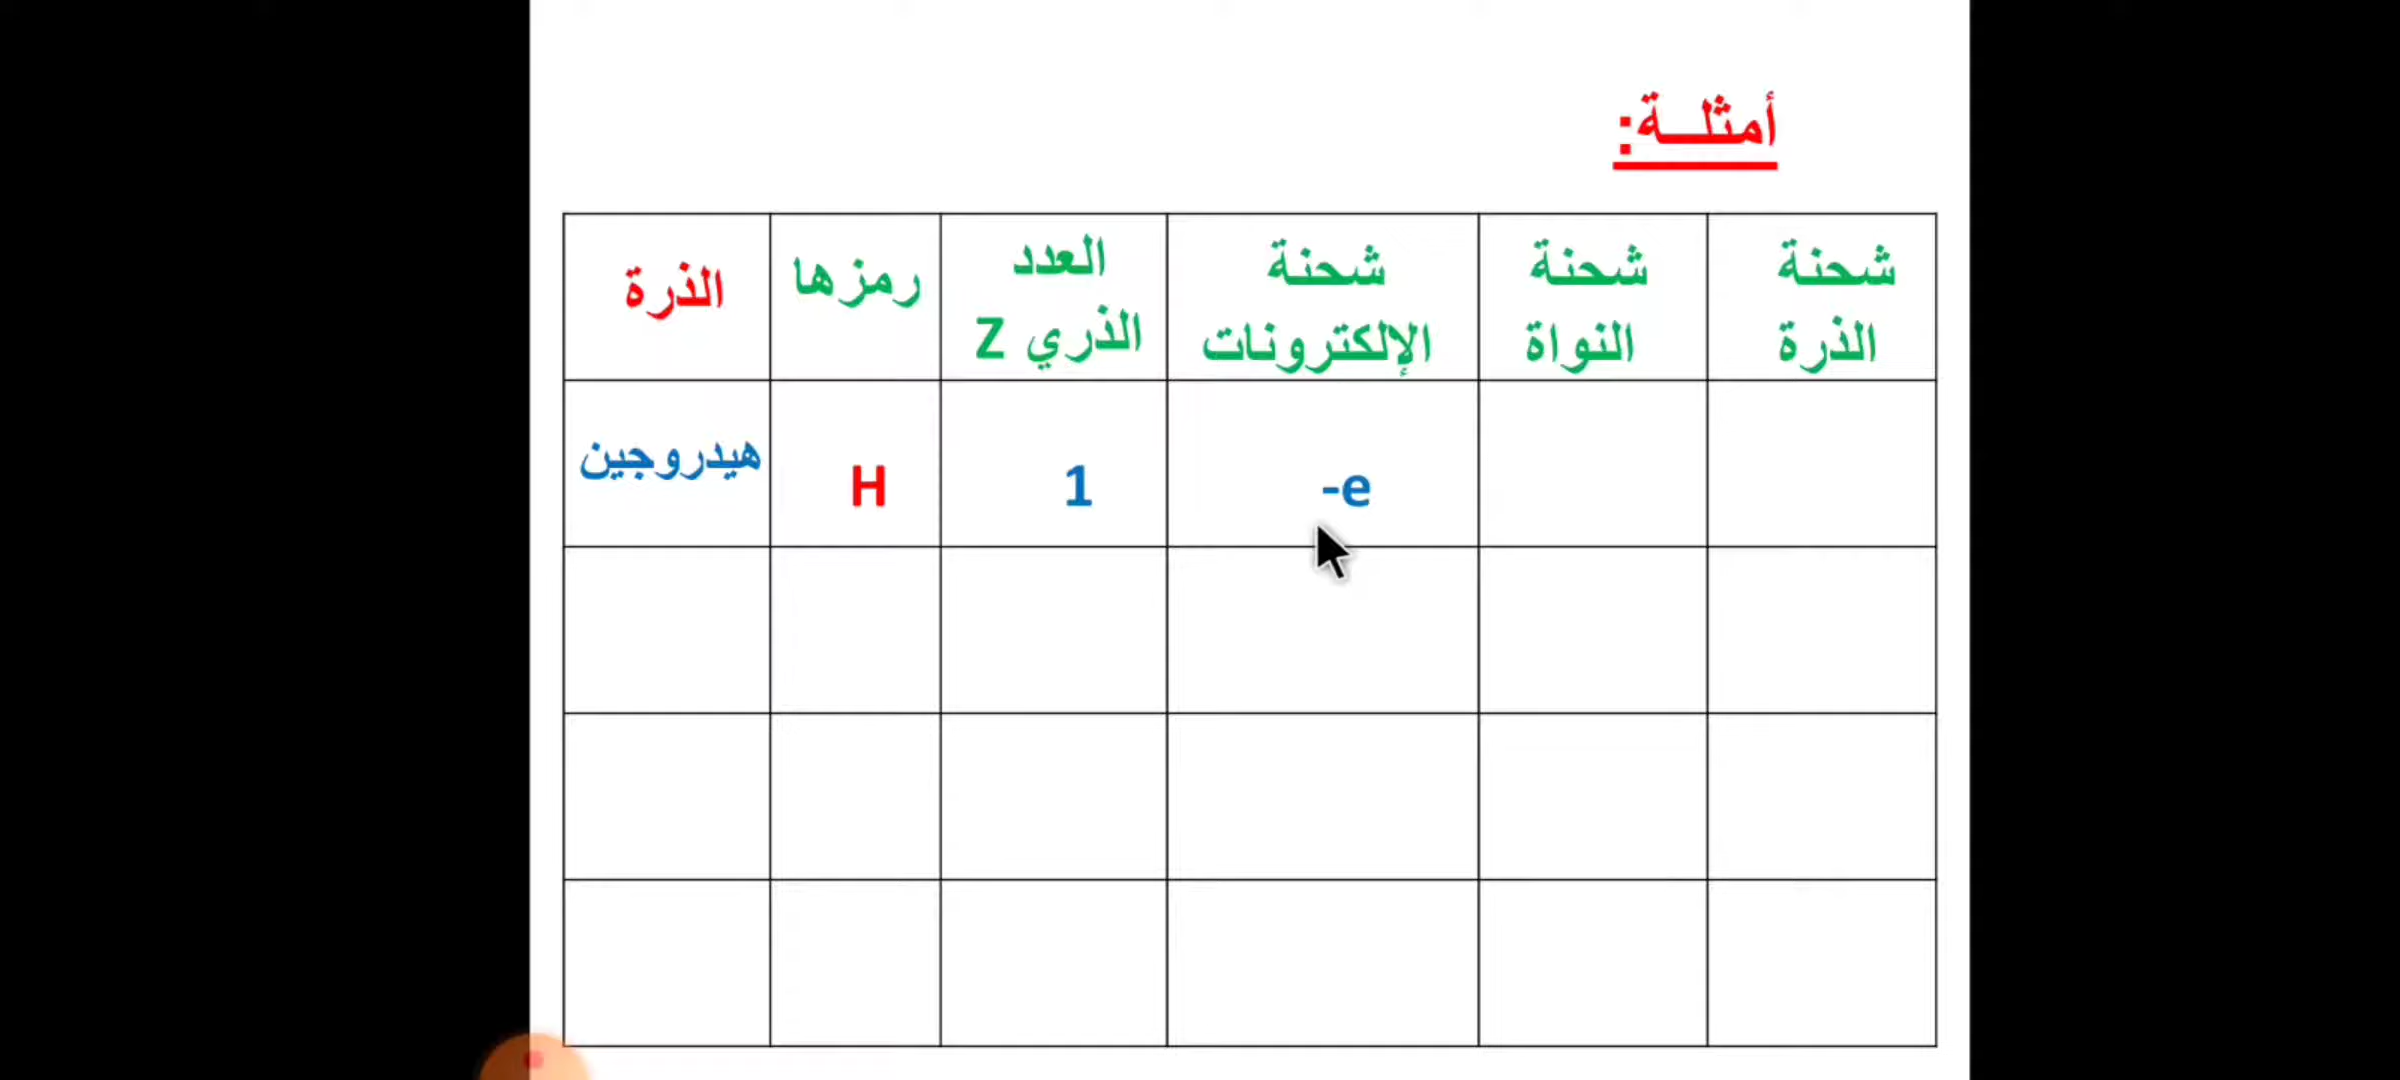 أمثلـــة:
الذرة
رمزها
العدد
الذري Z
شحنة
الإلكترونات
شحنة
النواة
شحنة
الذرة
هيدروجين
H
1
-e